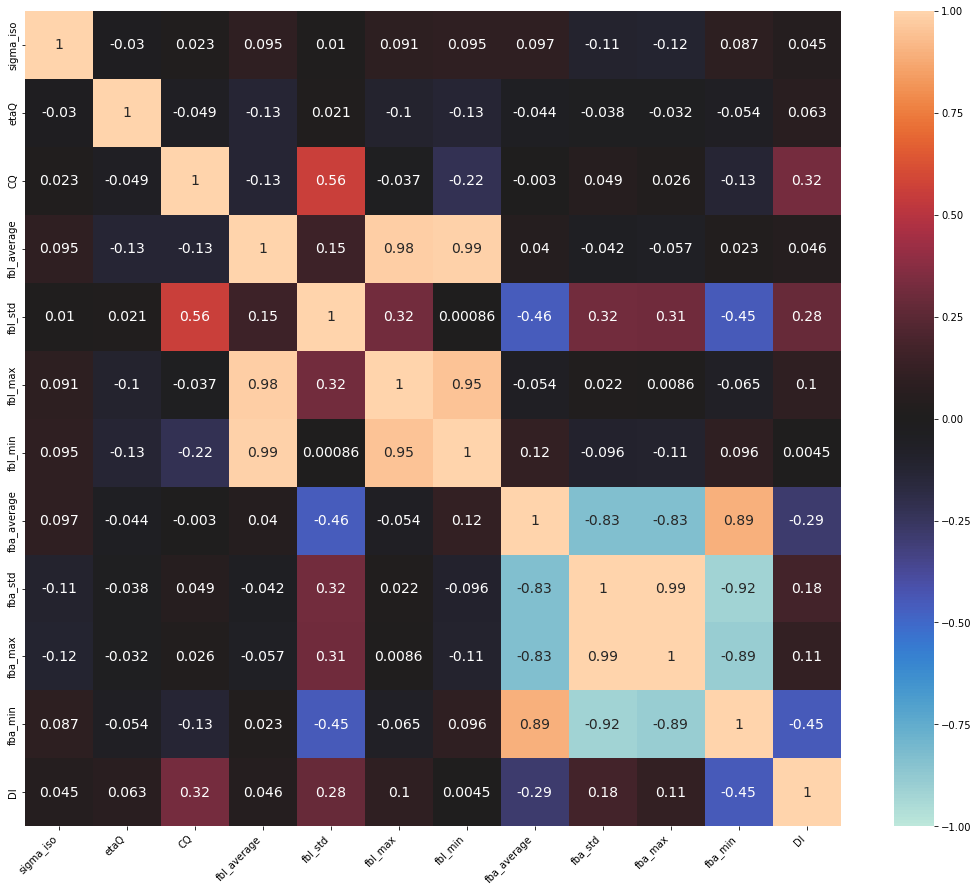 sigma_iso 1 -0.03 0.023 0.095 0.01 0.091 0.095 0.097 -0.11 -0.12 0.087 0.045
etaQ -0.03 1 -0.049 -0.13 0.021 -0.1 -0.13 -0.044 -0.038 -0.032 -0.054 0.063
CQ 0.023 -0.049 1 -0.13 0.56 -0.037 -0.22 -0.003 0.049 0.026 -0.13 0.32
fbl_average 0.095 -0.13 -0.13 1 0.15 0.98 0.99 0.04 -0.042 -0.057 0.023 0.046
fbl_std 0.01 0.021 0.56 0.15 1 0.32 0.00086 -0.46 0.32 0.31 -0.45 0.28
fbl_max 0.091 -0.1 -0.037 0.98 0.32 1 0.95 -0.054 0.022 0.0086 -0.065 0.1
fbl_min 0.095 -0.13 -0.22 0.99 0.00086 0.95 1 0.12 -0.096 -0.11 0.096 0.0045
fba_average 0.097 -0.044 -0.003 0.04 -0.46 -0.054 0.12 1 -0.83 -0.83 0.89 -0.29
fba_std -0.11 -0.038 0.049 -0.042 0.32 0.022 -0.096 -0.83 1 0.99 -0.92 0.18
fba_max -0.12 -0.032 0.026 -0.057 0.31 0.0086 -0.11 -0.83 0.99 1 -0.89 0.11
fba_min 0.087 -0.054 -0.13 0.023 -0.45 -0.065 0.096 0.89 -0.92 -0.89 1 -0.45
DI 0.045 0.063 0.32 0.046 0.28 0.1 0.0045 -0.29 0.18 0.11 -0.45 1
sigma_iso etaQ CQ fbl_average fbl_std fbl_max fbl_min fba_average fba_std fba_max fba_min DI
1.00
0.75
0.50
0.25
0.00
-0.25
-0.50
-0.75
-1.00